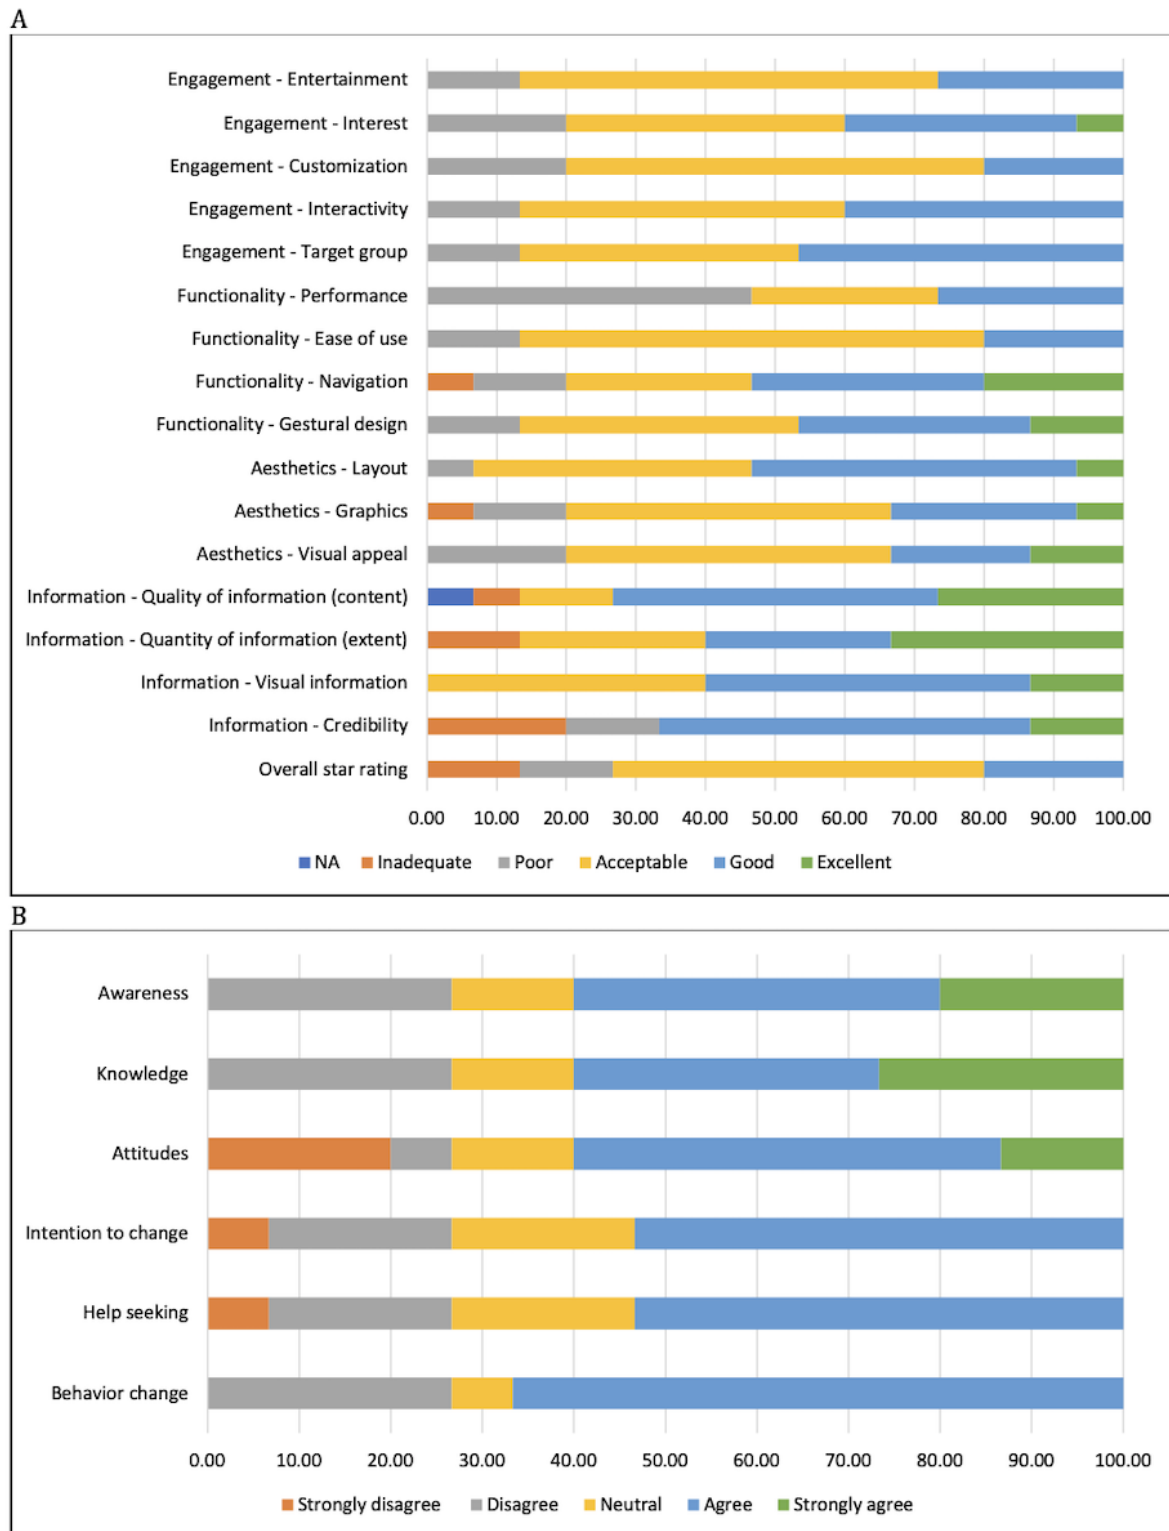 A
Engagement - Entertainment
Engagement - Interest
Engagement - Customization
Engagement - Interactivity
Engagement - Target group
Functionality - Performance
Functionality - Ease of use
Functionality - Navigation
Functionality - Gestural design
Aesthetics - Layout
Aesthetics - Graphics
Aesthetics - Visual appeal
Information - Quality of information (content)
Information - Quantity of information (extent)
Information - Visual information
Information - Credibility
Overall star rating
0.00 10.00 20.00 30.00 40.00 50.00 60.00 70.00 80.00 90.00 100.00
NA Inadequate Poor Acceptable Good Excellent
B
Awareness
Knowledge
Attitudes
Intention to change
Help seeking
Behavior change
0.00 10.00 20.00 30.00 40.00 50.00 60.00 70.00 80.00 90.00 100.00
Strongly disagree Disagree Neutral Agree Strongly agree